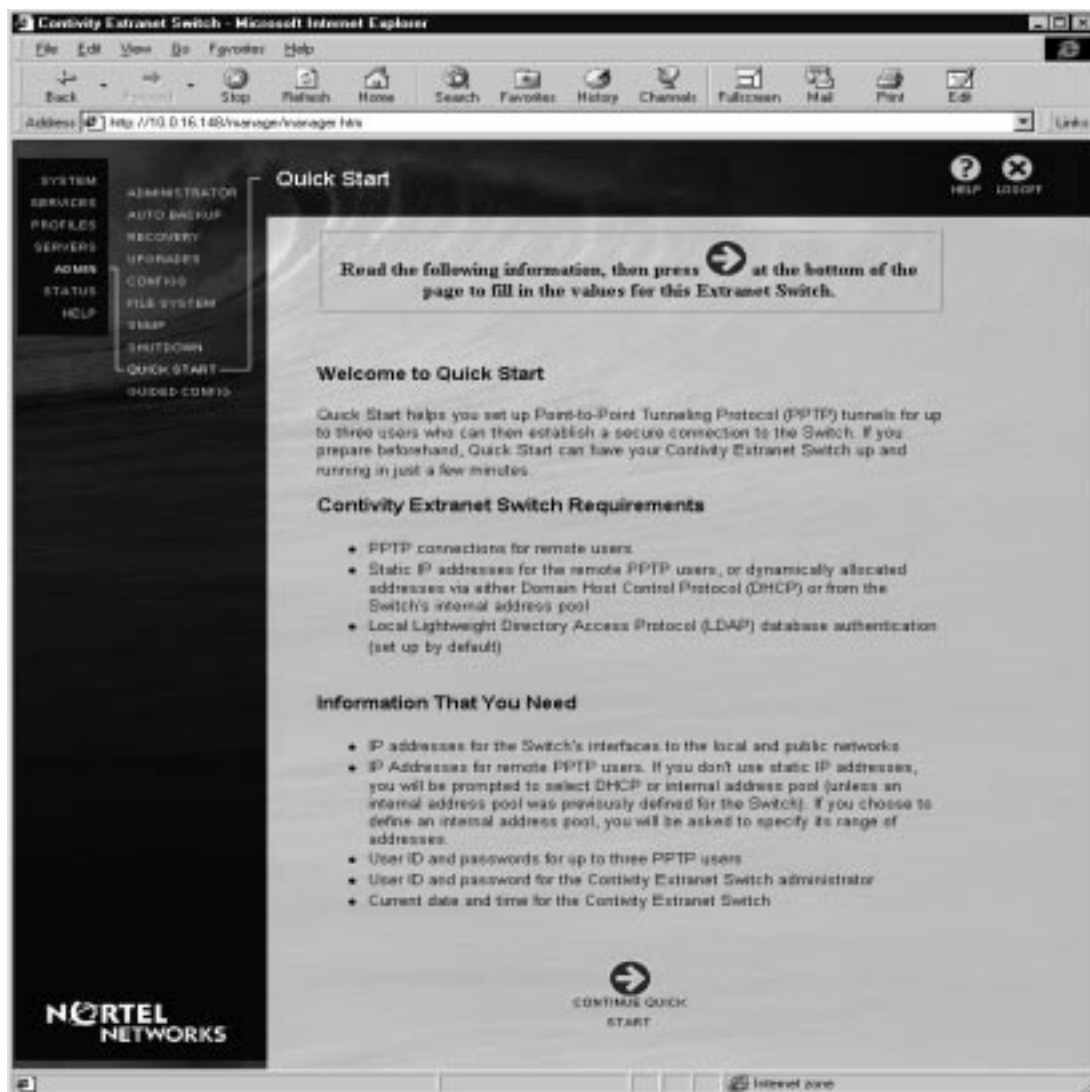 Contivity Extranet Switch - Microsoft Internet Explorer
File Edit View Go Favorites Help
Back Forward Stop Refresh Home Search Favorites History Channels Fullscreen Mail Print Edit
Address http://10.0.16.148/manage/manager.htm Links
SYSTEM
SERVICES
PROFILES
SERVERS
ADMIN
STATUS
HELP
ADMINISTRATOR
AUTO BACKUP
RECOVERY
UPGRADES
CONFIGS
FILE SYSTEM
SNMP
SHUTDOWN
QUICK START
GUIDED CONFIG
Quick Start
HELP LOGOFF
Read the following information, then press at the bottom of the
page to fill in the values for this Extranet Switch.
Welcome to Quick Start
Quick Start helps you set up Point-to-Point Tunneling Protocol (PPTP) tunnels for up
to three users who can then establish a secure connection to the Switch. If you
prepare beforehand, Quick Start can have your Contivity Extranet Switch up and
running in just a few minutes.
Contivity Extranet Switch Requirements
• PPTP connections for remote users
• Static IP addresses for the remote PPTP users, or dynamically allocated
addresses via either Domain Host Control Protocol (DHCP) or from the
Switch's internal address pool
• Local Lightweight Directory Access Protocol (LDAP) database authentication
(set up by default)
Information That You Need
• IP addresses for the Switch's interfaces to the local and public networks
• IP Addresses for remote PPTP users. If you don't use static IP addresses,
you will be prompted to select DHCP or internal address pool (unless an
internal address pool was previously defined for the Switch). If you choose to
define an internal address pool, you will be asked to specify its range of
addresses.
• User ID and passwords for up to three PPTP users
• User ID and password for the Contivity Extranet Switch administrator
• Current date and time for the Contivity Extranet Switch
CONTINUE QUICK
START
NORTEL
NETWORKS
Internet zone